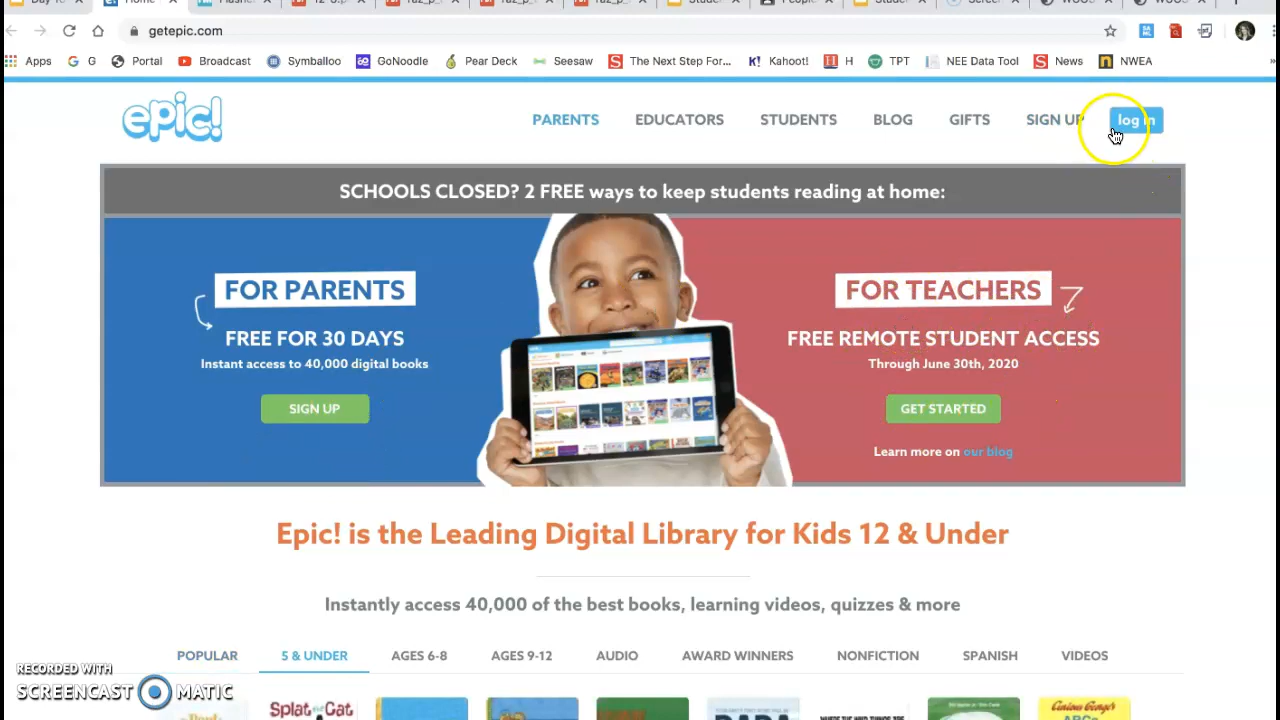 Home
getepic.com
Apps G Portal Broadcast Symballoo GoNoodle Pear Deck Seesaw The Next Step For... Kahoot! H TPT NEE Data Tool News NWEA »
epic!
PARENTS EDUCATORS STUDENTS BLOG GIFTS SIGN UP log in
SCHOOLS CLOSED? 2 FREE ways to keep students reading at home:
FOR PARENTS
FREE FOR 30 DAYS
Instant access to 40,000 digital books
SIGN UP
FOR TEACHERS
FREE REMOTE STUDENT ACCESS
Through June 30th, 2020
GET STARTED
Learn more on our blog
Epic! is the Leading Digital Library for Kids 12 & Under
Instantly access 40,000 of the best books, learning videos, quizzes & more
POPULAR 5 & UNDER AGES 6-8 AGES 9-12 AUDIO AWARD WINNERS NONFICTION SPANISH VIDEOS
Splat the Cat
Curious George's
RECORDED WITH
SCREENCAST MATIC